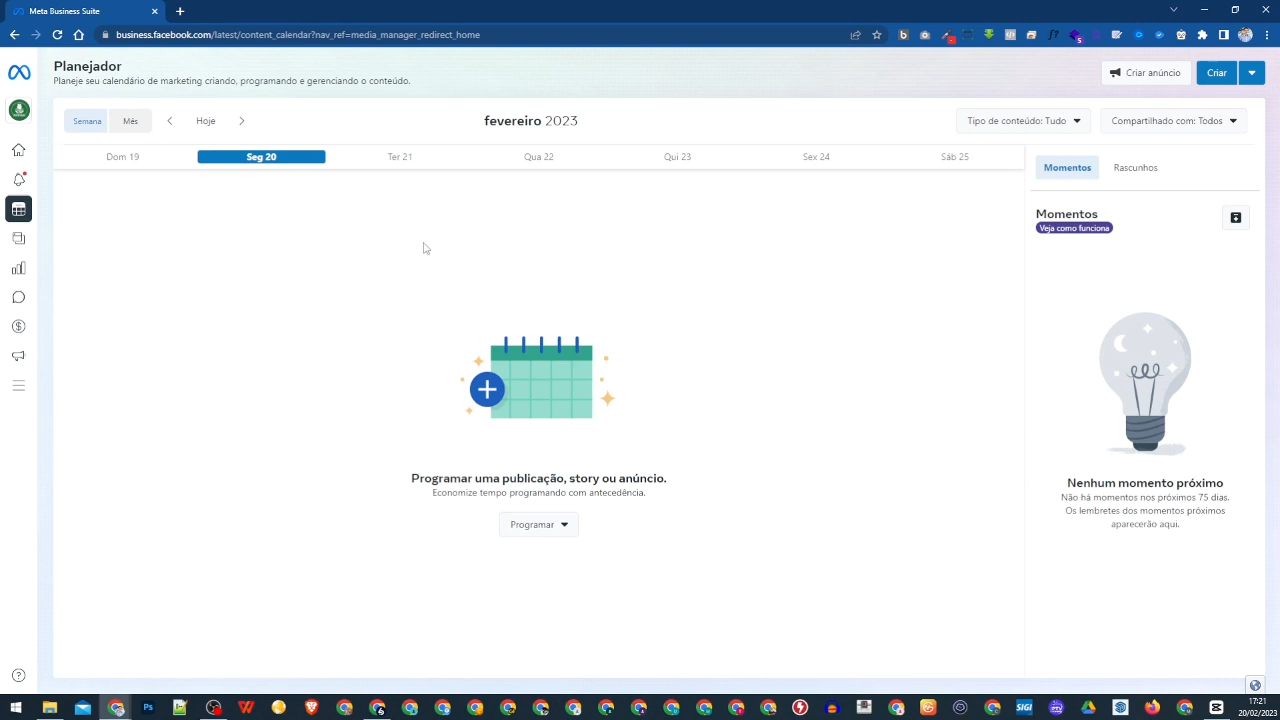 Meta Business Suite
business.facebook.com/latest/content_calendar?nav_ref=media_manager_redirect_home
Planejador
Planeje seu calendário de marketing criando, programando e gerenciando o conteúdo.
Criar anúncio
Criar
Semana
Mês
Hoje
fevereiro 2023
Tipo de conteúdo: Tudo
Compartilhado com: Todos
Dom 19
Seg 20
Ter 21
Qua 22
Qui 23
Sex 24
Sáb 25
Momentos
Rascunhos
Momentos
Veja como funciona
Programar uma publicação, story ou anúncio.
Economize tempo programando com antecedência.
Programar
Nenhum momento próximo
Não há momentos nos próximos 75 dias.
Os lembretes dos momentos próximos
aparecerão aqui.
SIGI
PTV
17:21
20/02/2023